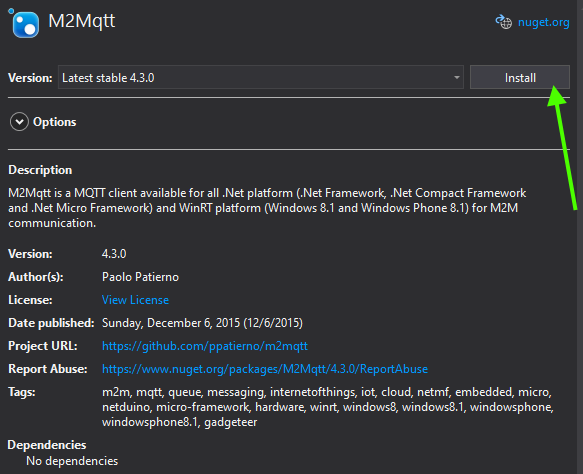 M2Mqtt
nuget.org
Version: Latest stable 4.3.0 Install
Options
Description
M2Mqtt is a MQTT client available for all .Net platform (.Net Framework, .Net Compact Framework
and .Net Micro Framework) and WinRT platform (Windows 8.1 and Windows Phone 8.1) for M2M
communication.
Version: 4.3.0
Author(s): Paolo Patierno
License: View License
Date published: Sunday, December 6, 2015 (12/6/2015)
Project URL: https://github.com/ppatierno/m2mqtt
Report Abuse: https://www.nuget.org/packages/M2Mqtt/4.3.0/ReportAbuse
Tags: m2m, mqtt, queue, messaging, internetofthings, iot, cloud, netmf, embedded, micro,
netduino, micro-framework, hardware, winrt, windows8, windows8.1, windowsphone,
windowsphone8.1, gadgeteer
Dependencies
No dependencies